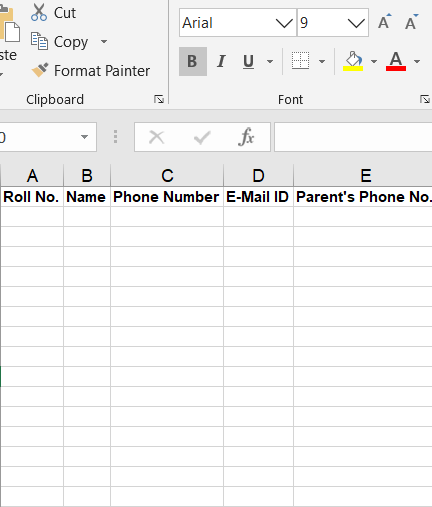 Cut
ste
Copy
Format Painter
Clipboard
Arial
9
A A
B I U
A
Font
0
fx
A B C D E
Roll No. Name Phone Number E-Mail ID Parent's Phone No.